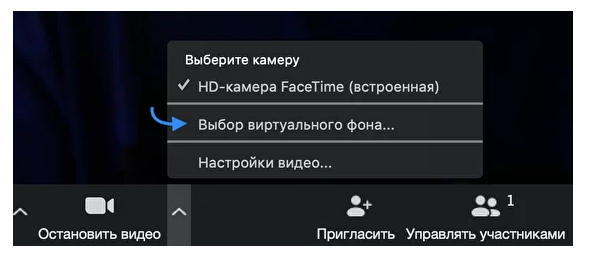 Выберите камеру
✓ HD-камера FaceTime (встроенная)
Выбор виртуального фона...
Настройки видео...
1
Остановить видео Пригласить Управлять участниками